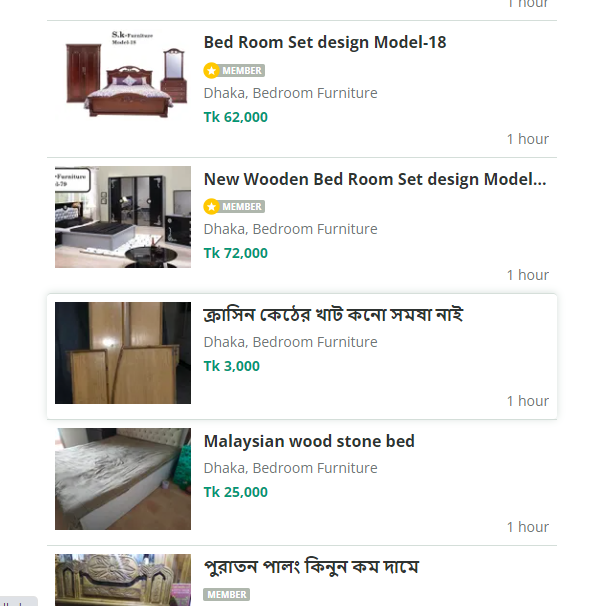 1 hour
S.k-Furniture
Model-18
Bed Room Set design Model-18
MEMBER
Dhaka, Bedroom Furniture
Tk 62,000
1 hour
New Wooden Bed Room Set design Model...
MEMBER
Dhaka, Bedroom Furniture
Tk 72,000
1 hour
ক্রাসিন কেঠের খাট কনো সমষা নাই
Dhaka, Bedroom Furniture
Tk 3,000
1 hour
Malaysian wood stone bed
Dhaka, Bedroom Furniture
Tk 25,000
1 hour
পুরাতন পালং কিনুন কম দামে
MEMBER